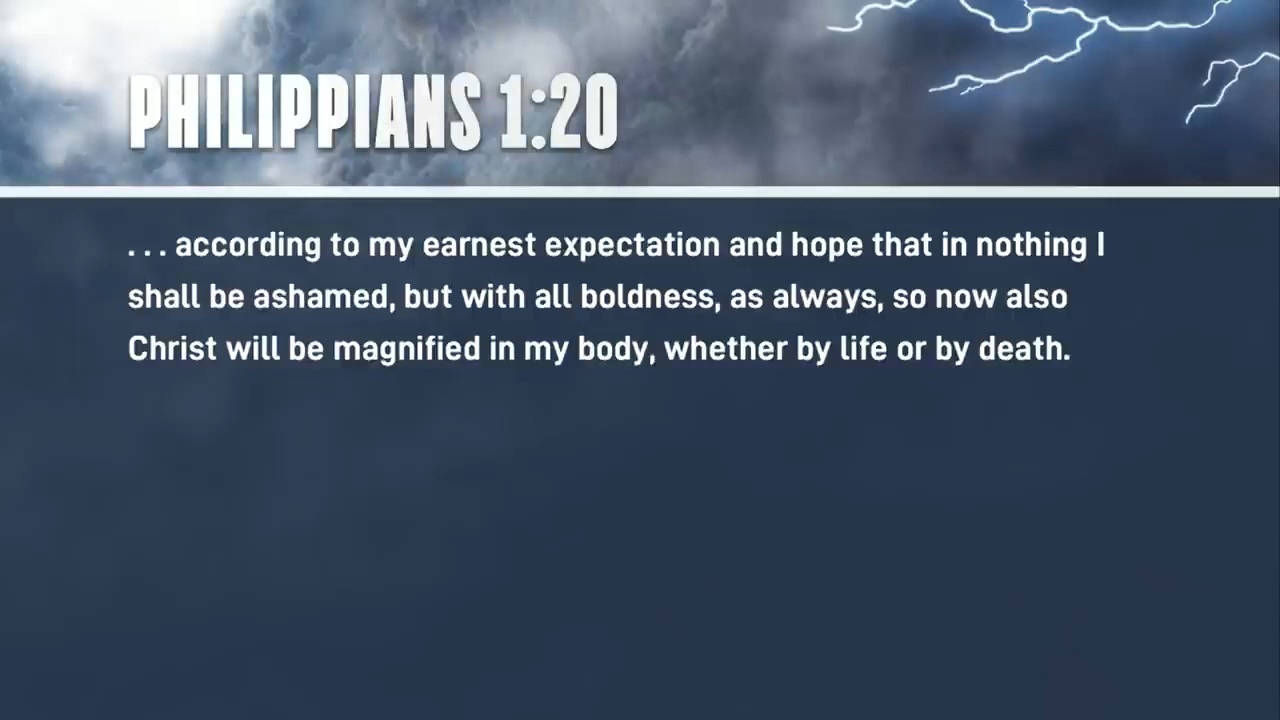 PHILIPPIANS 1:20
. . . according to my earnest expectation and hope that in nothing I
shall be ashamed, but with all boldness, as always, so now also
Christ will be magnified in my body, whether by life or by death.